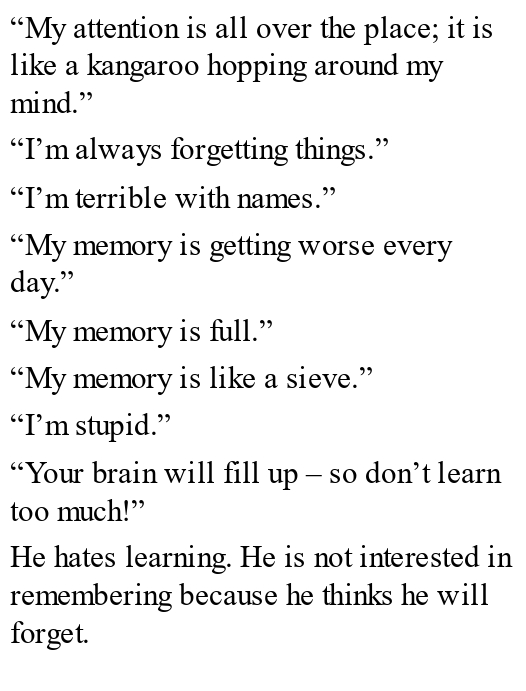 “My attention is all over the place; it is
like a kangaroo hopping around my
mind.”
“I’m always forgetting things.”
“I’m terrible with names.”
“My memory is getting worse every
day.”
“My memory is full.”
“My memory is like a sieve.”
“I’m stupid.”
“Your brain will fill up – so don’t learn
too much!”
He hates learning. He is not interested in
remembering because he thinks he will
forget.